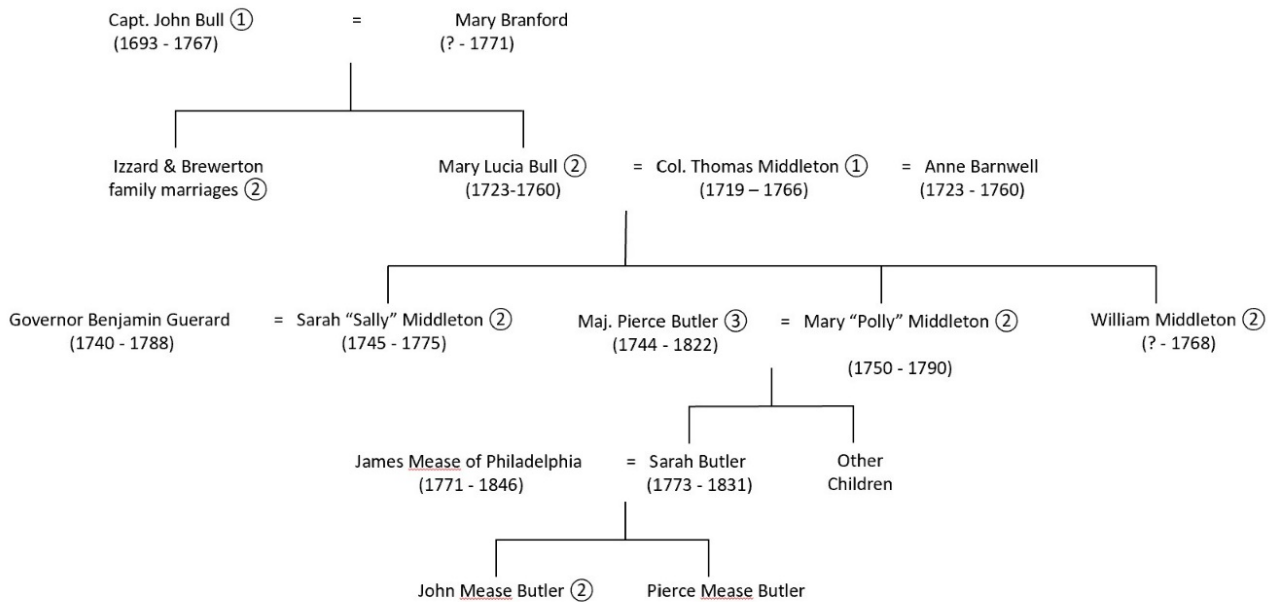 Capt. John Bull ① = Mary Branford
(1693 - 1767) (? - 1771)
Izzard & Brewerton Mary Lucia Bull ② = Col. Thomas Middleton ① = Anne Barnwell
family marriages ② (1723-1760) (1719 – 1766) (1723 - 1760)
Governor Benjamin Guerard = Sarah “Sally” Middleton ② Maj. Pierce Butler ③ = Mary “Polly” Middleton ② William Middleton ②
(1740 - 1788) (1745 - 1775) (1744 - 1822) (? - 1768)
(1750 - 1790)
James Mease of Philadelphia = Sarah Butler Other
(1771 - 1846) (1773 - 1831) Children
John Mease Butler ② Pierce Mease Butler